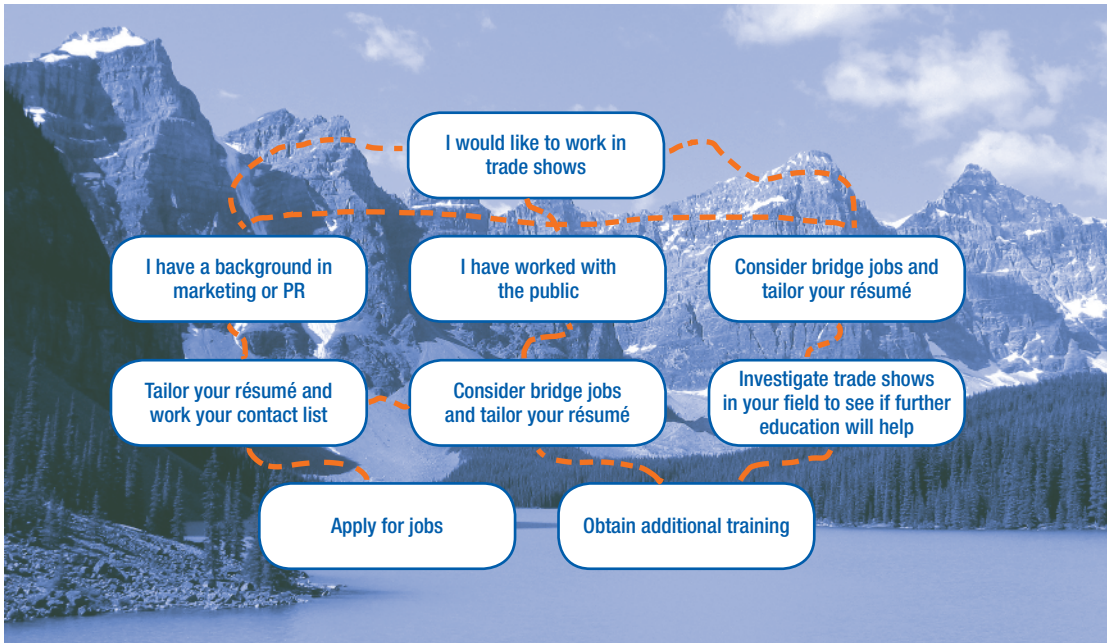 I would like to work in
trade shows
I have a background in
marketing or PR
I have worked with
the public
Consider bridge jobs and
tailor your résumé
Tailor your résumé and
work your contact list
Consider bridge jobs
and tailor your résumé
Investigate trade shows
in your field to see if further
education will help
Apply for jobs
Obtain additional training